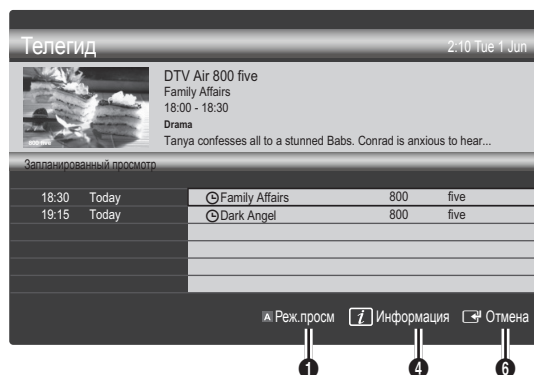 Телегид 2:10 Tue 1 Jun
DTV Air 800 five
Family Affairs
18:00 - 18:30
Drama
Tanya confesses all to a stunned Babs. Conrad is anxious to hear...
800 five
Запланированный просмотр
18:30 Today Family Affairs 800 five
19:15 Today Dark Angel 800 five
A Реж.просм i Информация Отмена
1 4 6